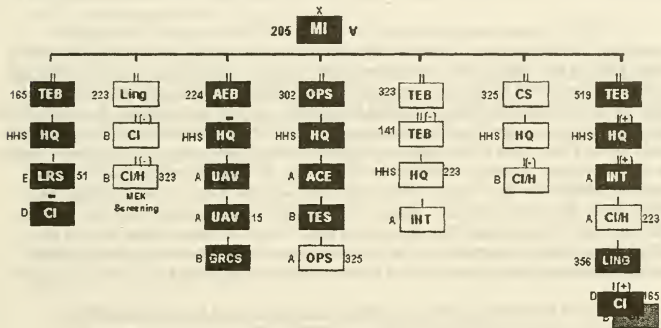 X
205 MI V
II II II II II II II
165 TEB 223 Ling 224 AEB 302 OPS 323 TEB 325 CS 519 TEB
HHS HQ B I(-) CI HHS HQ HHS HQ 141 II(-) TEB HHS HQ HHS I(+) HQ
E LRS 51 B I(-) CI/H 323 A UAV A ACE HHS HQ 223 B I(-) CI/H A I(+) INT
MEK
Screening
D CI A UAV 15 B TES A INT A CI/H 223
B GRCS A OPS 325 356 LING
D I(+) CI 165